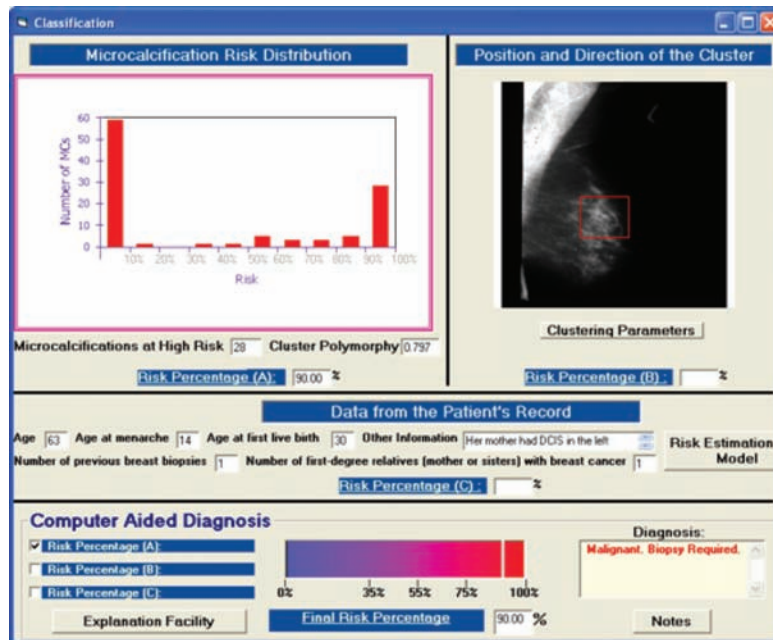 Classification
Microcalcification Risk Distribution
Number of MCs
60
50
40
30
20
10
0
10% 20% 30% 40% 50% 60% 70% 80% 90% 100%
Risk
Microcalcifications at High Risk 28 Cluster Polymorphy 0.797
Risk Percentage (A): 90.00 %
Position and Direction of the Cluster
Clustering Parameters
Risk Percentage (B) : %
Data from the Patient's Record
Age 63 Age at menarche 14 Age at first live birth 30 Other Information Her mother had DCIS in the left
Number of previous breast biopsies 1 Number of first-degree relatives (mother or sisters) with breast cancer 1
Risk Estimation
Model
Risk Percentage (C) : %
Computer Aided Diagnosis
Risk Percentage (A):
Risk Percentage (B):
Risk Percentage (C):
Explanation Facility
0% 35% 55% 75% 100%
Final Risk Percentage 90.00 %
Diagnosis:
Malignant. Biopsy Required.
Notes